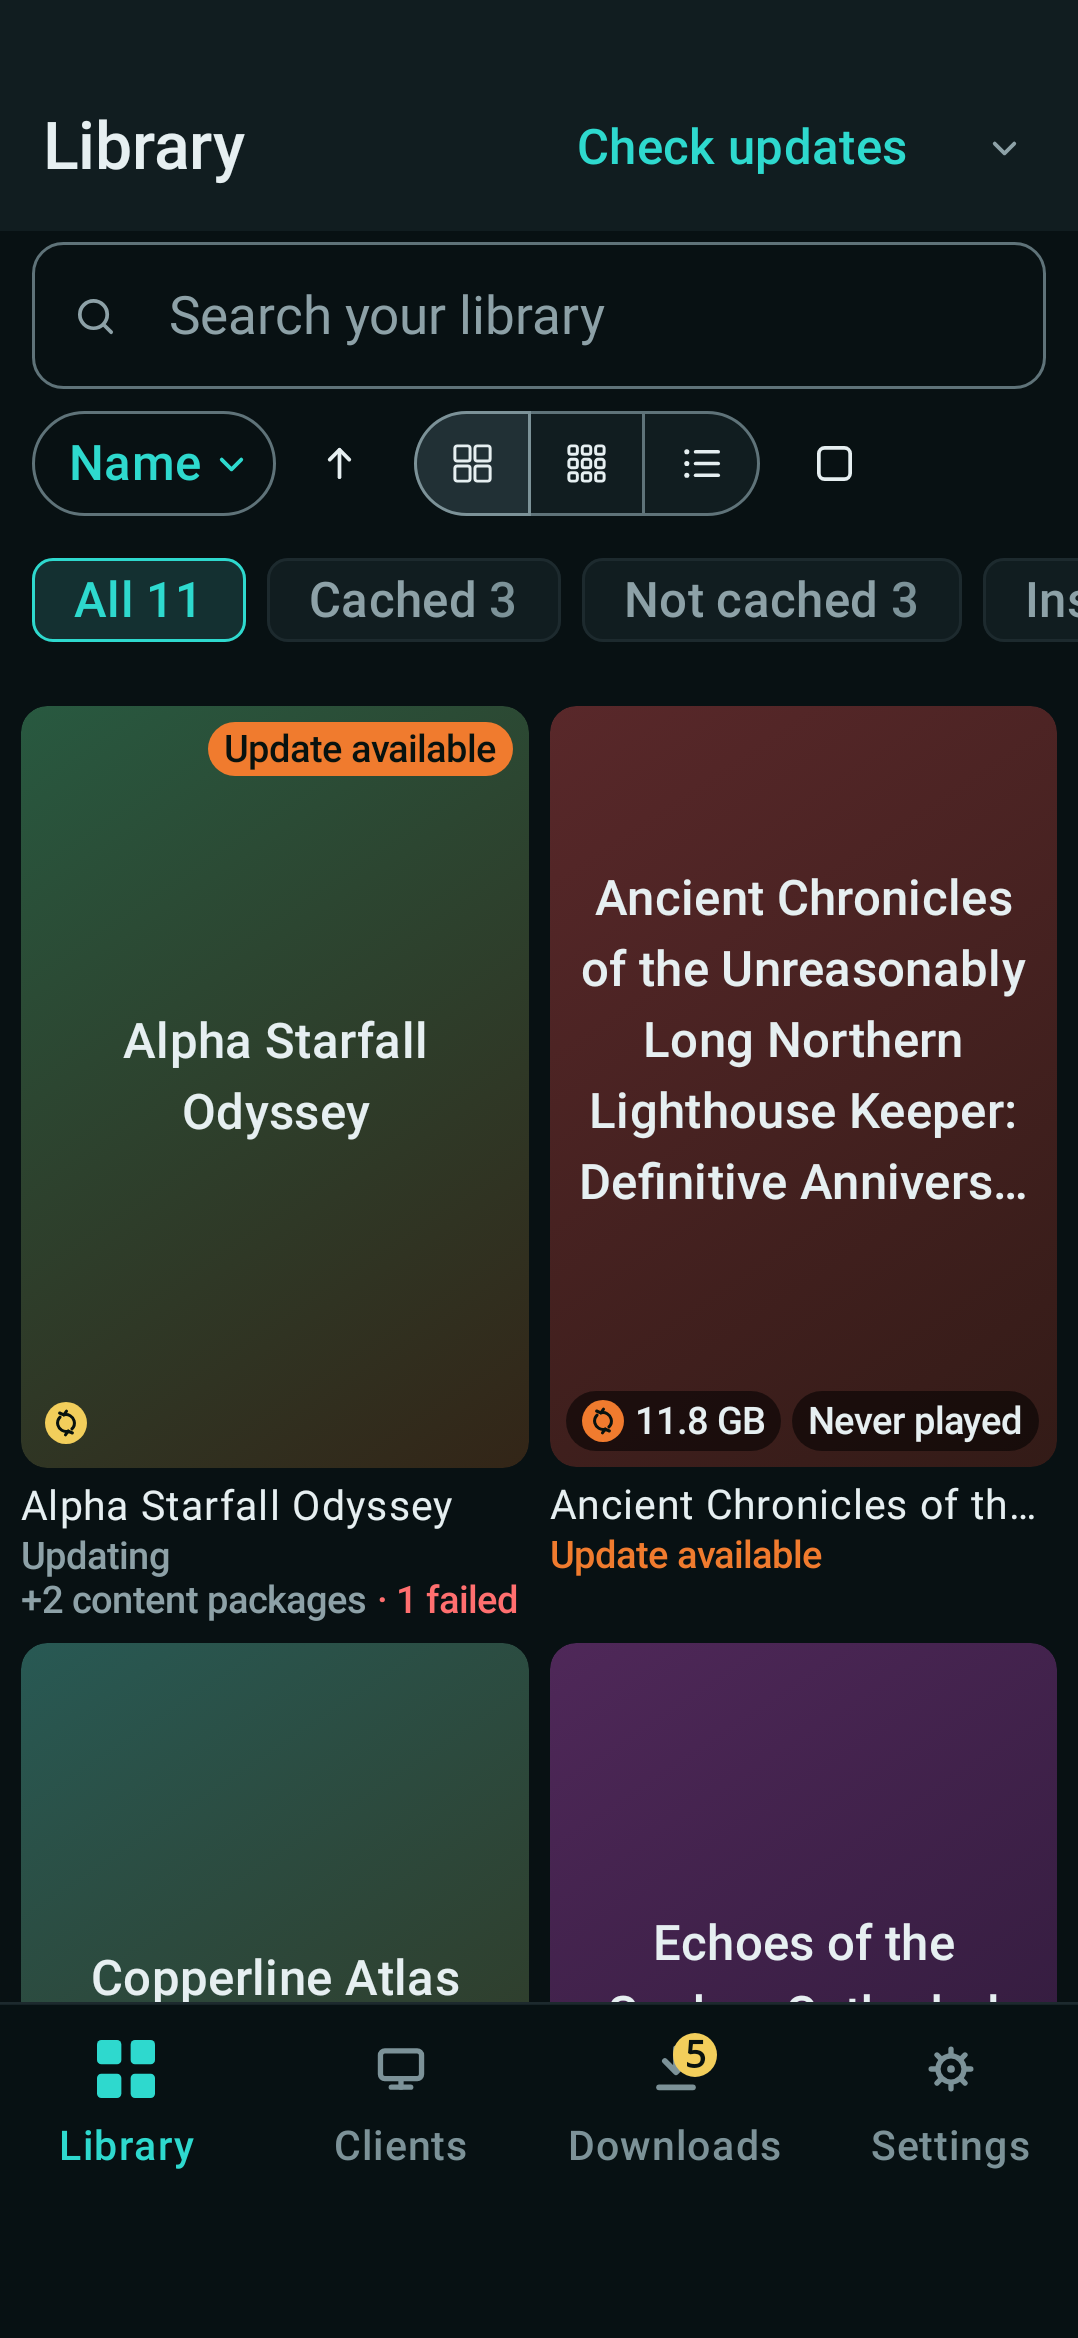 Library
Check updates
Search your library
Name
All 11
Cached 3
Not cached 3
Update available
Alpha Starfall
Odyssey
Ancient Chronicles
of the Unreasonably
Long Northern
Lighthouse Keeper:
Definitive Annivers…
11.8 GB
Never played
Alpha Starfall Odyssey
Updating
+2 content packages · 1 failed
Ancient Chronicles of th…
Update available
Copperline Atlas
Echoes of the
5
Library
Clients
Downloads
Settings